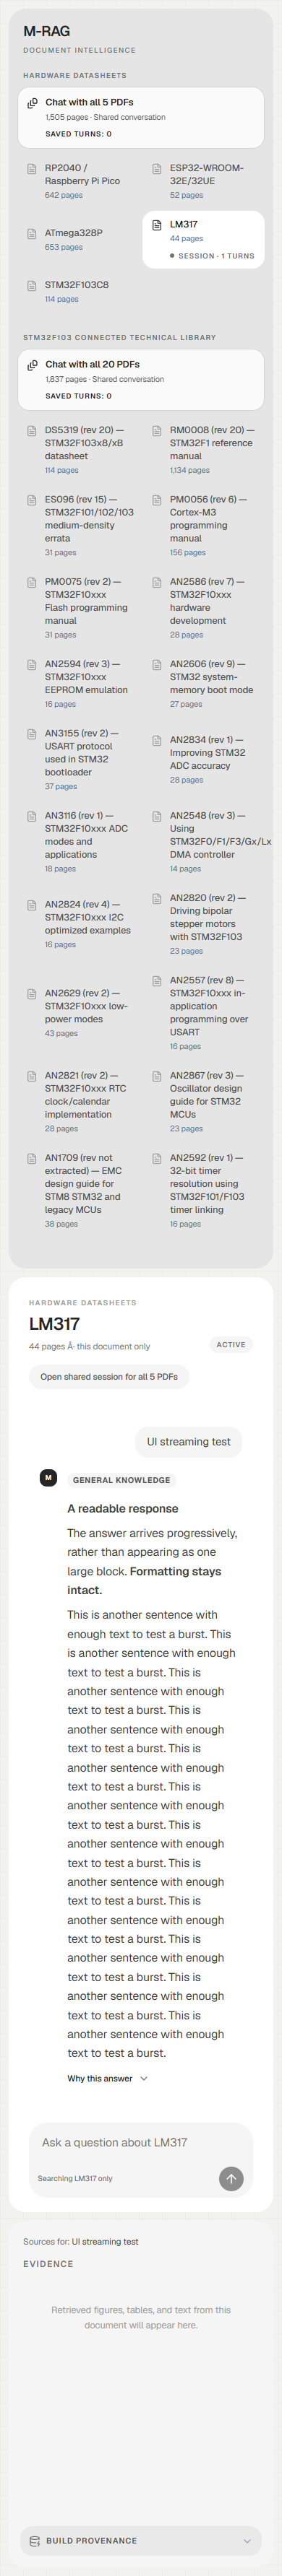 M-RAG
DOCUMENT INTELLIGENCE
HARDWARE DATASHEETS
Chat with all 5 PDFs
1,505 pages · Shared conversation
SAVED TURNS: 0
RP2040 /
Raspberry Pi Pico
642 pages
ESP32-WROOM-
32E/32UE
52 pages
ATmega328P
653 pages
LM317
44 pages
SESSION · 1 TURNS
STM32F103C8
114 pages
STM32F103 CONNECTED TECHNICAL LIBRARY
Chat with all 20 PDFs
1,837 pages · Shared conversation
SAVED TURNS: 0
DS5319 (rev 20) —
STM32F103x8/xB
datasheet
114 pages
RM0008 (rev 20) —
STM32F1 reference
manual
1,134 pages
ES096 (rev 15) —
STM32F101/102/103
medium-density
errata
31 pages
PM0056 (rev 6) —
Cortex-M3
programming
manual
156 pages
PM0075 (rev 2) —
STM32F10xxx
Flash programming
manual
31 pages
AN2586 (rev 7) —
STM32F10xxx
hardware
development
28 pages
AN2594 (rev 3) —
STM32F10xxx
EEPROM emulation
16 pages
AN2606 (rev 9) —
STM32 system-
memory boot mode
27 pages
AN3155 (rev 2) —
USART protocol
used in STM32
bootloader
37 pages
AN2834 (rev 1) —
Improving STM32
ADC accuracy
28 pages
AN3116 (rev 1) —
STM32F10xxx ADC
modes and
applications
18 pages
AN2548 (rev 3) —
Using
STM32F0/F1/F3/Gx/Lx
DMA controller
14 pages
AN2824 (rev 4) —
STM32F10xxx I2C
optimized examples
16 pages
AN2820 (rev 2) —
Driving bipolar
stepper motors
with STM32F103
23 pages
AN2629 (rev 2) —
STM32F10xxx low-
power modes
43 pages
AN2557 (rev 8) —
STM32F10xxx in-
application
programming over
USART
16 pages
AN2821 (rev 2) —
STM32F10xxx RTC
clock/calendar
implementation
28 pages
AN2867 (rev 3) —
Oscillator design
guide for STM32
MCUs
23 pages
AN1709 (rev not
extracted) — EMC
design guide for
STM8 STM32 and
legacy MCUs
38 pages
AN2592 (rev 1) —
32-bit timer
resolution using
STM32F101/F103
timer linking
16 pages
HARDWARE DATASHEETS
LM317
44 pages Â· this document only
ACTIVE
Open shared session for all 5 PDFs
UI streaming test
M
GENERAL KNOWLEDGE
A readable response
The answer arrives progressively,
rather than appearing as one
large block. Formatting stays
intact.
This is another sentence with
enough text to test a burst. This
is another sentence with enough
text to test a burst. This is
another sentence with enough
text to test a burst. This is
another sentence with enough
text to test a burst. This is
another sentence with enough
text to test a burst. This is
another sentence with enough
text to test a burst. This is
another sentence with enough
text to test a burst. This is
another sentence with enough
text to test a burst. This is
another sentence with enough
text to test a burst. This is
another sentence with enough
text to test a burst. This is
another sentence with enough
text to test a burst. This is
another sentence with enough
text to test a burst.
Why this answer
Ask a question about LM317
Searching LM317 only
Sources for: UI streaming test
EVIDENCE
Retrieved figures, tables, and text from this
document will appear here.
BUILD PROVENANCE